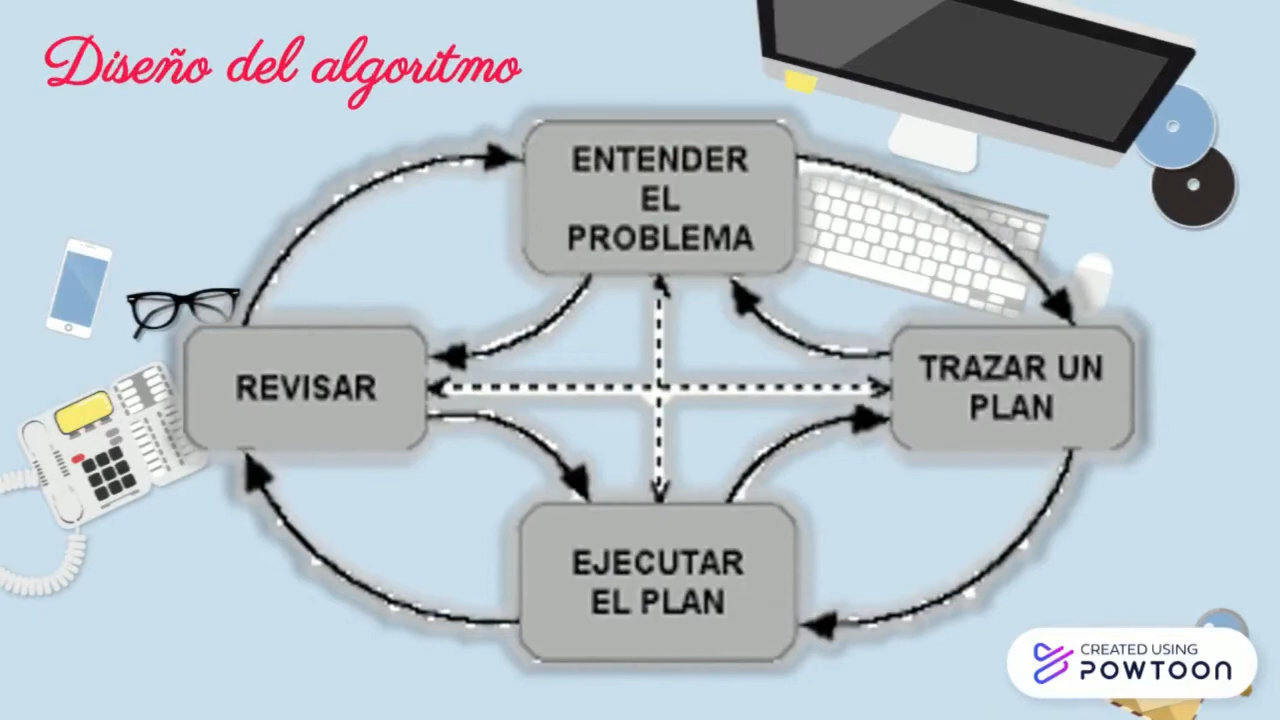 Diseño del algoritmo
ENTENDER
EL
PROBLEMA
REVISAR
TRAZAR UN
PLAN
EJECUTAR
EL PLAN
CREATED USING
POWTOON